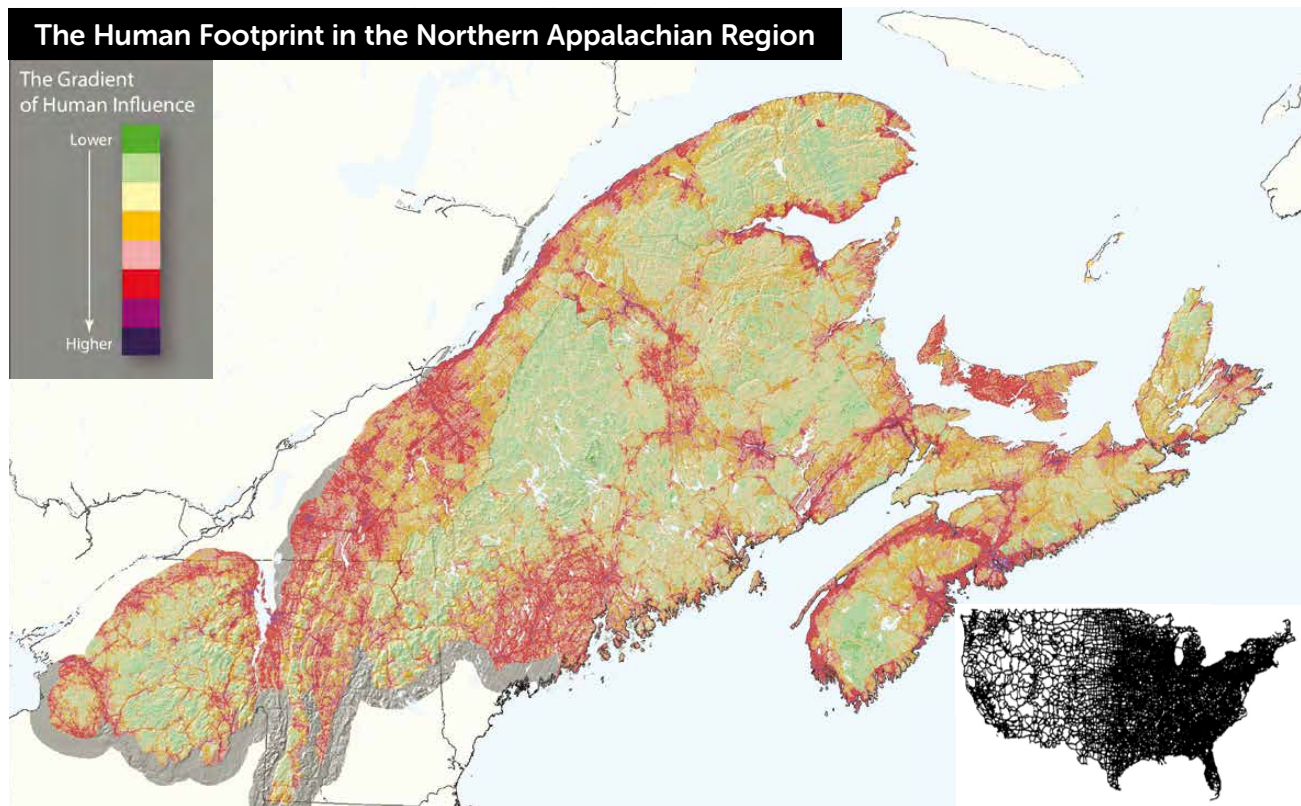 The Human Footprint in the Northern Appalachian Region
The Gradient
of Human Influence
Lower
Higher